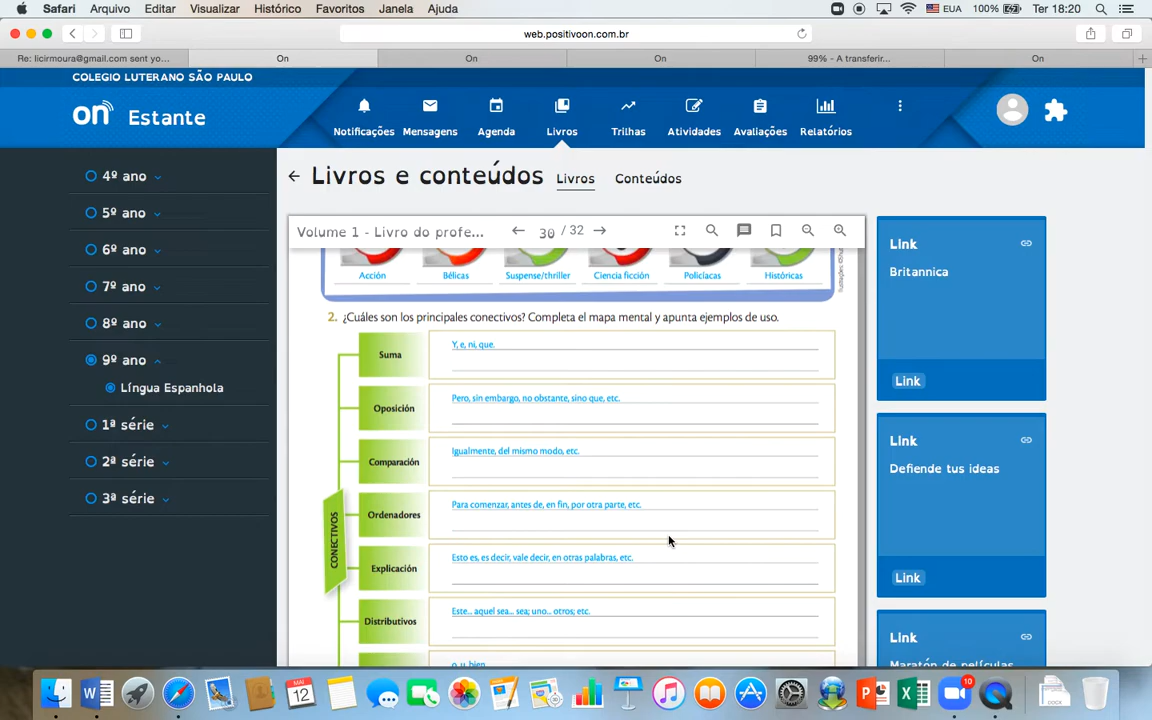 Safari Arquivo Editar Visualizar Histórico Favoritos Janela Ajuda EUA 100% Ter 18:20
web.positivoon.com.br
Re: licirmoura@gmail.com sent yo... On On On 99% - A transferir... On
COLEGIO LUTERANO SÃO PAULO
on Estante
Notificações Mensagens Agenda Livros Trilhas Atividades Avaliações Relatórios
4º ano
5º ano
6º ano
7º ano
8º ano
9º ano
Língua Espanhola
1ª série
2ª série
3ª série
Livros e conteúdos Livros Conteúdos
Volume 1 - Livro do profe... 30 / 32
Acción Bélicas Suspense/thriller Ciencia ficción Policíacas Históricas
2. ¿Cuáles son los principales conectivos? Completa el mapa mental y apunta ejemplos de uso.
CONECTIVOS
Suma Y, e, ni, que.
Oposición Pero, sin embargo, no obstante, sino que, etc.
Comparación Igualmente, del mismo modo, etc.
Ordenadores Para comenzar, antes de, en fin, por otra parte, etc.
Explicación Esto es, es decir, vale decir, en otras palabras, etc.
Distributivos Este... aquel sea... sea; uno... otros; etc.
o, u, bien
Link
Britannica
Link
Link
Defiende tus ideas
Link
Link
Maratón de películas
MAI
12
10